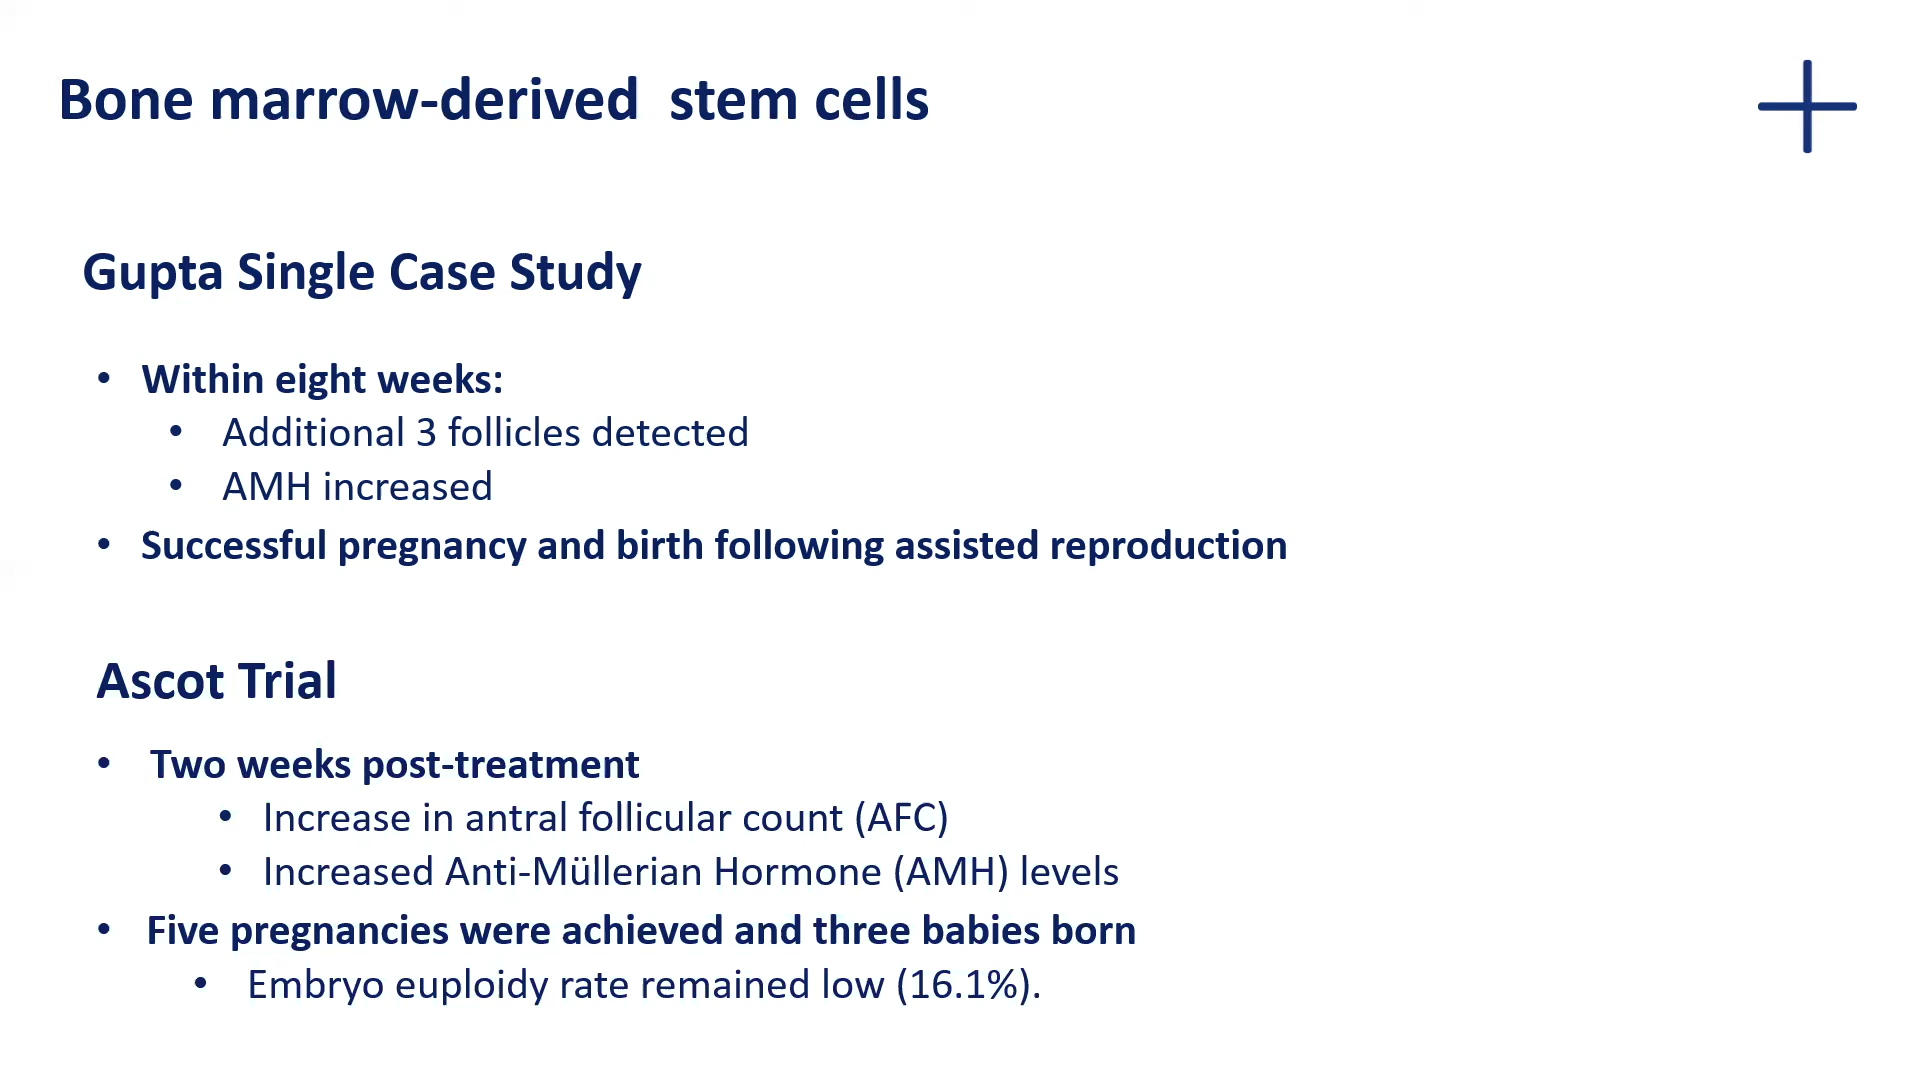 Bone marrow-derived  stem cells
Gupta Single Case Study
• Within eight weeks:
• Additional 3 follicles detected
• AMH increased
• Successful pregnancy and birth following assisted reproduction
Ascot Trial
• Two weeks post-treatment
• Increase in antral follicular count (AFC)
• Increased Anti-Müllerian Hormone (AMH) levels
• Five pregnancies were achieved and three babies born
• Embryo euploidy rate remained low (16.1%).